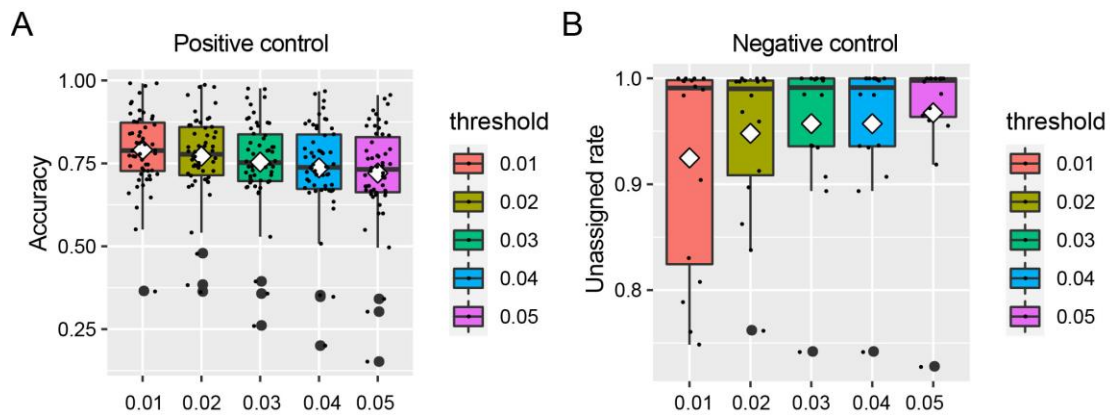 A
Positive control
Accuracy
1.00
0.75
0.50
0.25
0.01 0.02 0.03 0.04 0.05
threshold
0.01
0.02
0.03
0.04
0.05
B
Negative control
Unassigned rate
1.0
0.9
0.8
0.01 0.02 0.03 0.04 0.05
threshold
0.01
0.02
0.03
0.04
0.05